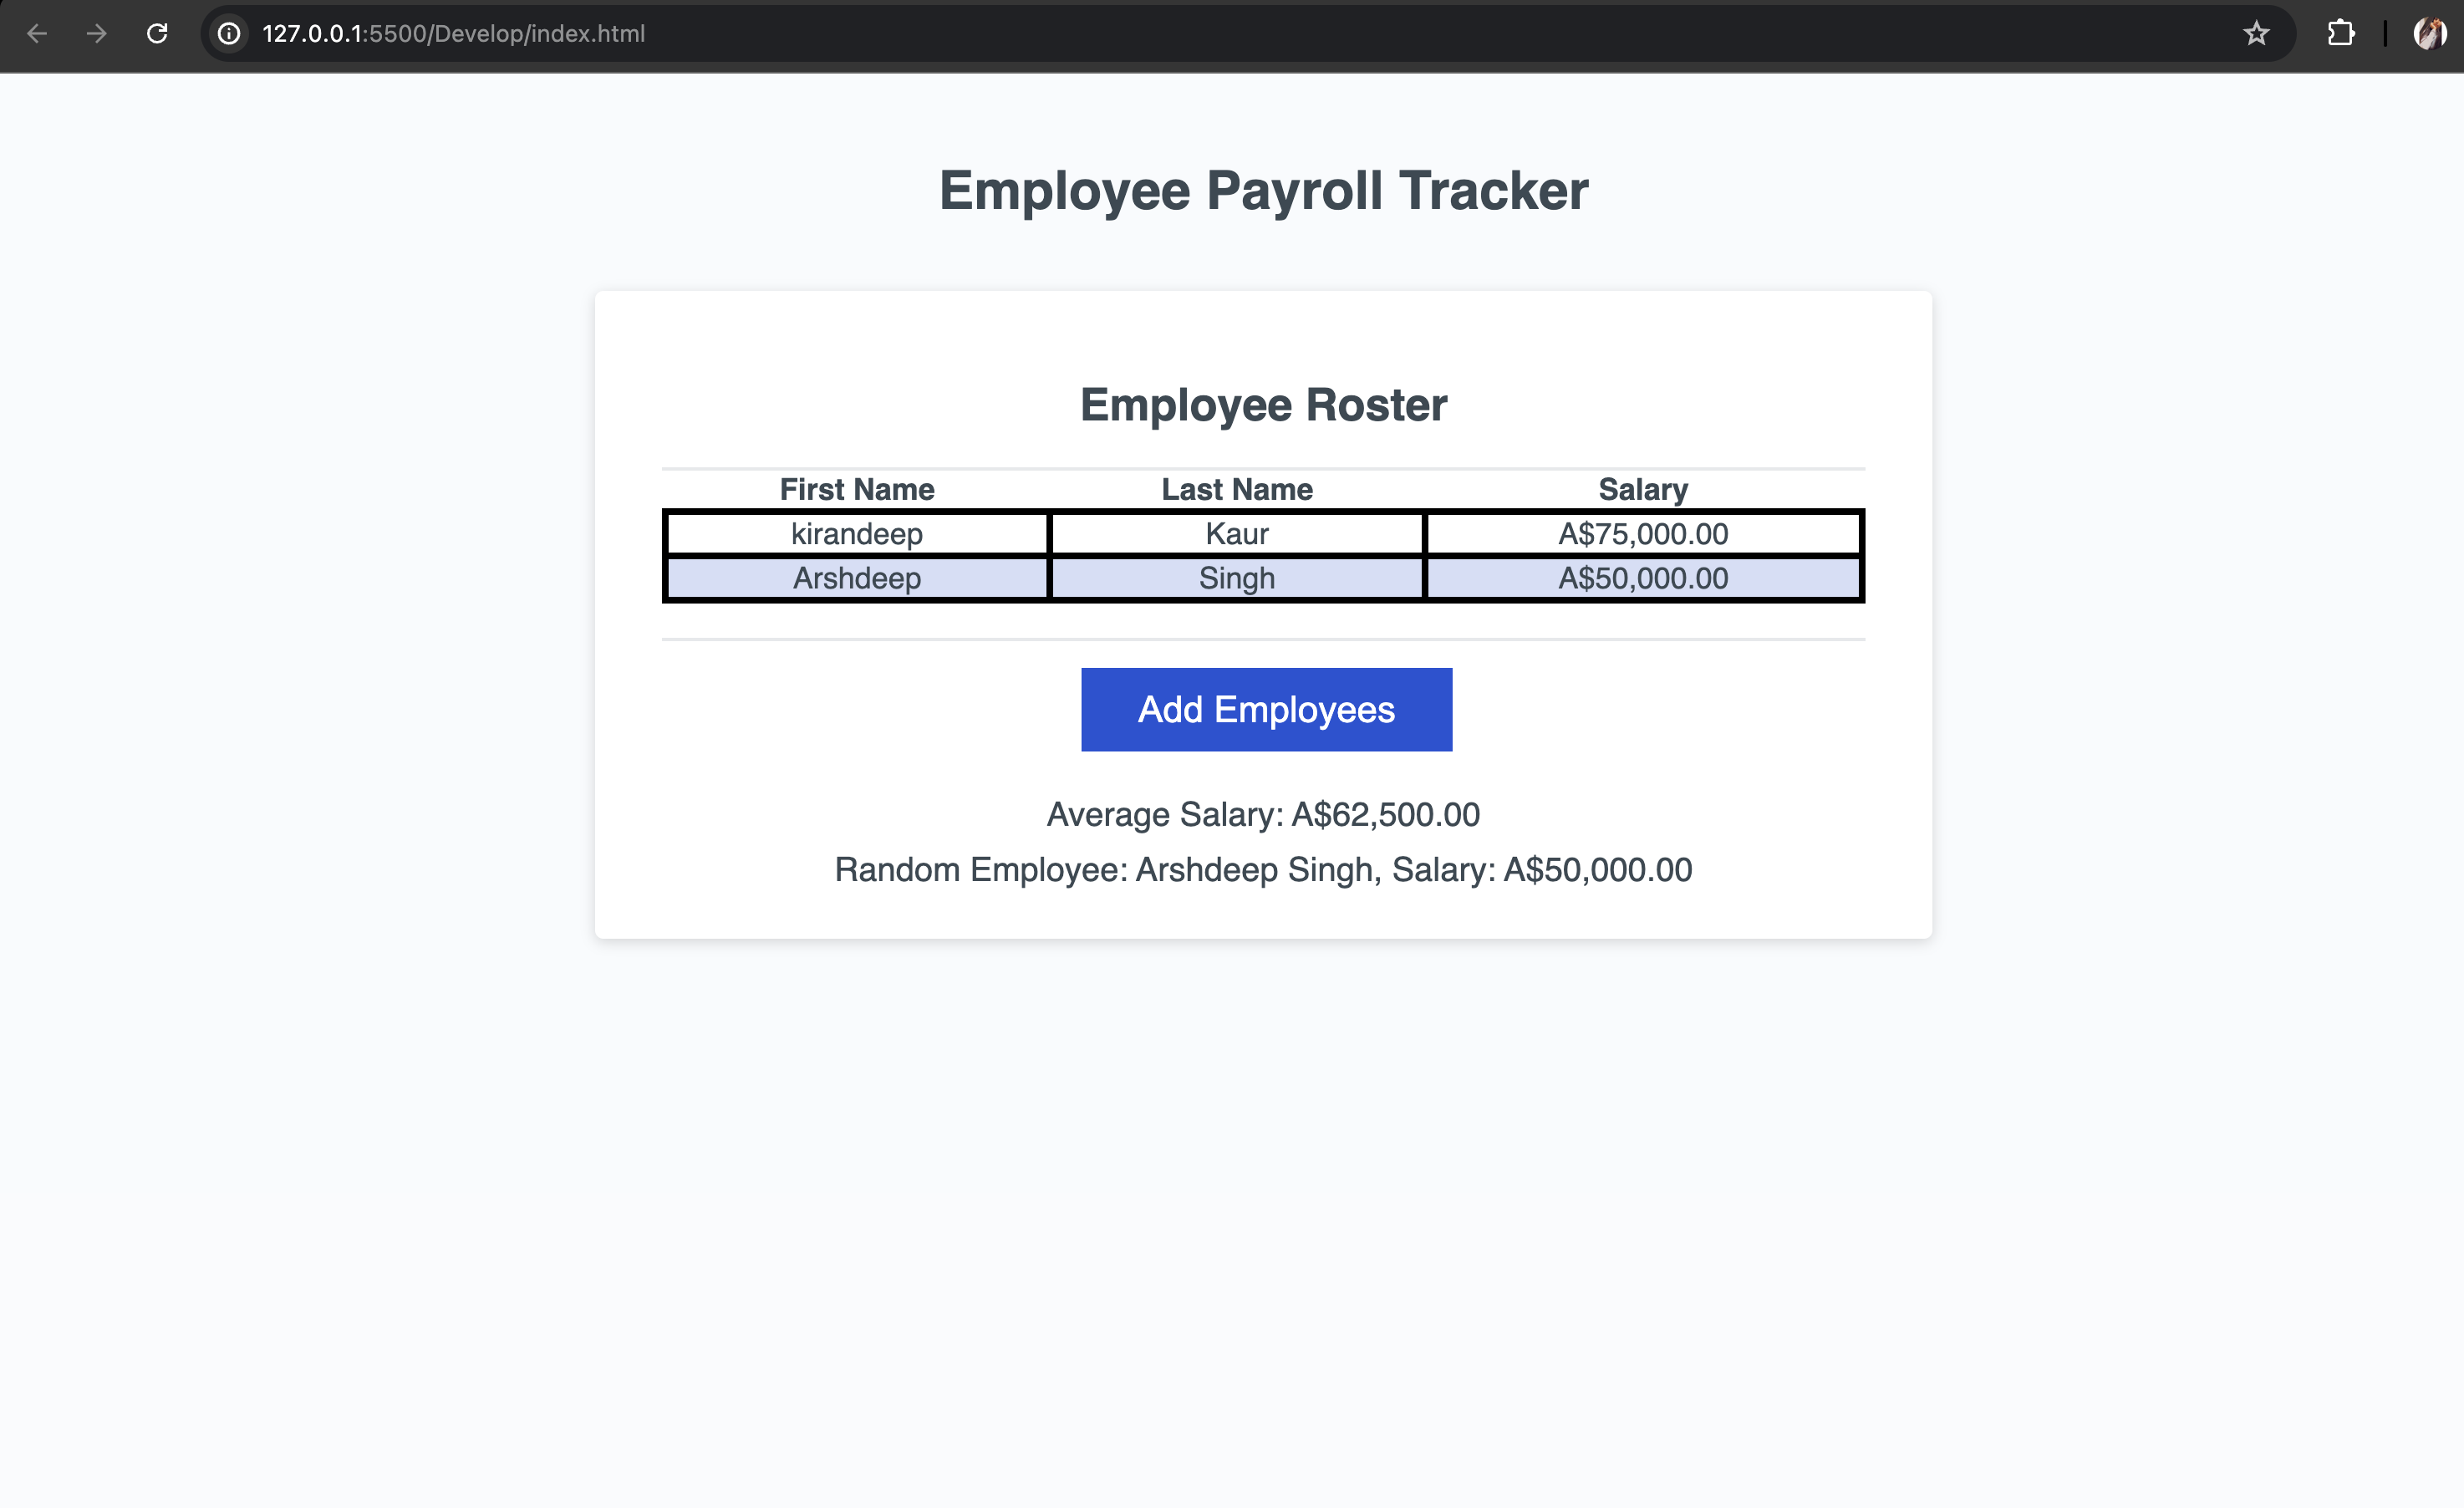 127.0.0.1:5500/Develop/index.html
Employee Payroll Tracker
Employee Roster
First Name Last Name Salary
kirandeep Kaur A$75,000.00
Arshdeep Singh A$50,000.00
Add Employees
Average Salary: A$62,500.00
Random Employee: Arshdeep Singh, Salary: A$50,000.00